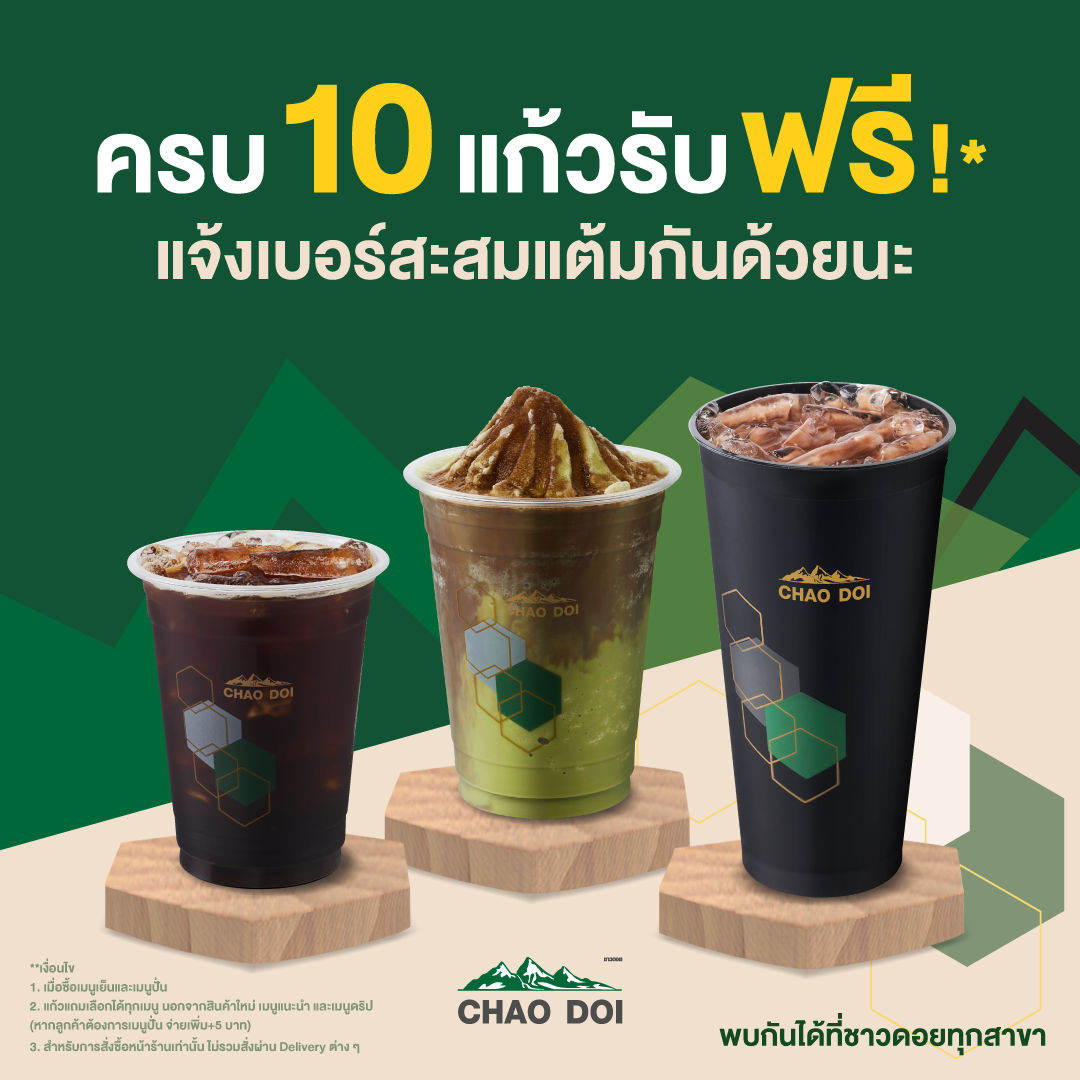 ครบ 10 แก้วรับ ฟรี !*
แจ้งเบอร์สะสมแต้มกันด้วยนะ
CHAO DOI
CHAO DOI
CHAO DOI
**เงื่อนไข
1. เมื่อซื้อเมนูเย็นและเมนูปั่น
2. แก้วแถมเลือกได้ทุกเมนู นอกจากสินค้าใหม่ เมนูแนะนำ และเมนูดริป
(หากลูกค้าต้องการเมนูปั่น จ่ายเพิ่ม+5 บาท)
3. สำหรับการสั่งซื้อหน้าร้านเท่านั้น ไม่รวมสั่งผ่าน Delivery ต่าง ๆ
ชาวดอย
CHAO DOI
พบกันได้ที่ชาวดอยทุกสาขา